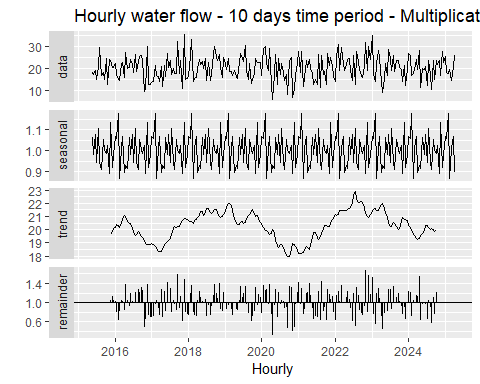 Hourly water flow - 10 days time period - Multiplicat
data
30
20
10
seasonal
1.1
1.0
0.9
trend
23
22
21
20
19
18
remainder
1.4
1.0
0.6
2016 2018 2020 2022 2024
Hourly